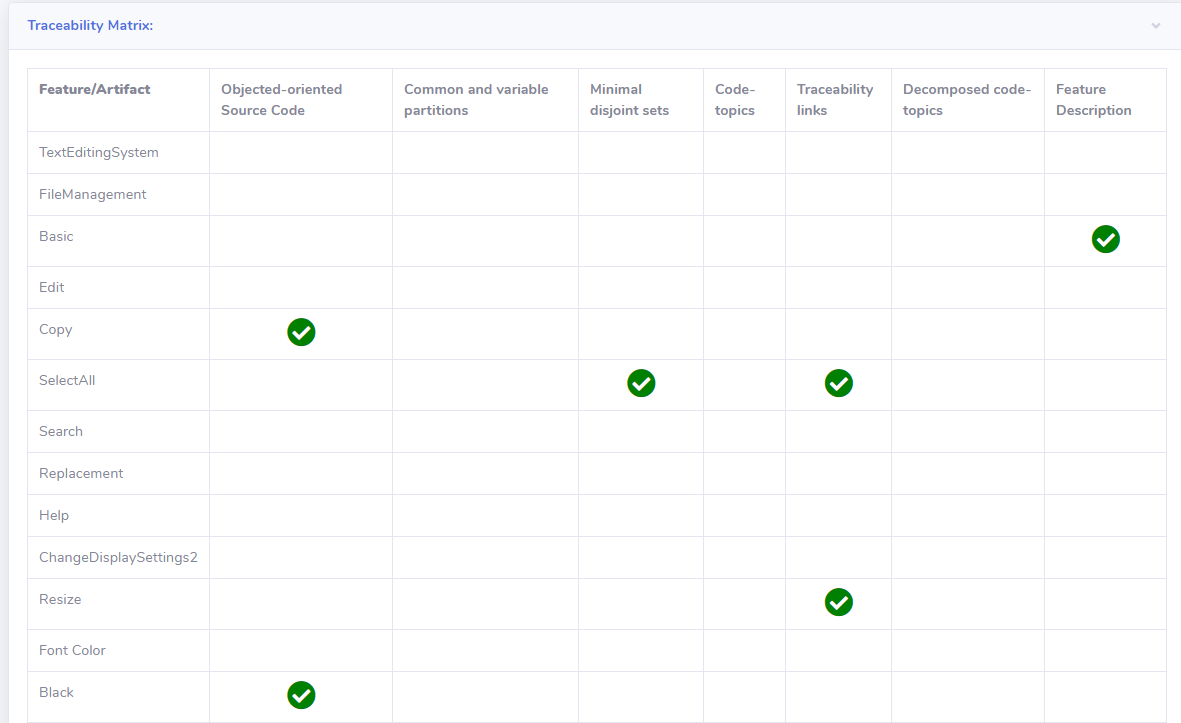 Traceability Matrix:
Feature/Artifact
Objected-oriented
Source Code
Common and variable
partitions
Minimal
disjoint sets
Code-
topics
Traceability
links
Decomposed code-
topics
Feature
Description
TextEditingSystem
FileManagement
Basic
Edit
Copy
SelectAll
Search
Replacement
Help
ChangeDisplaySettings2
Resize
Font Color
Black